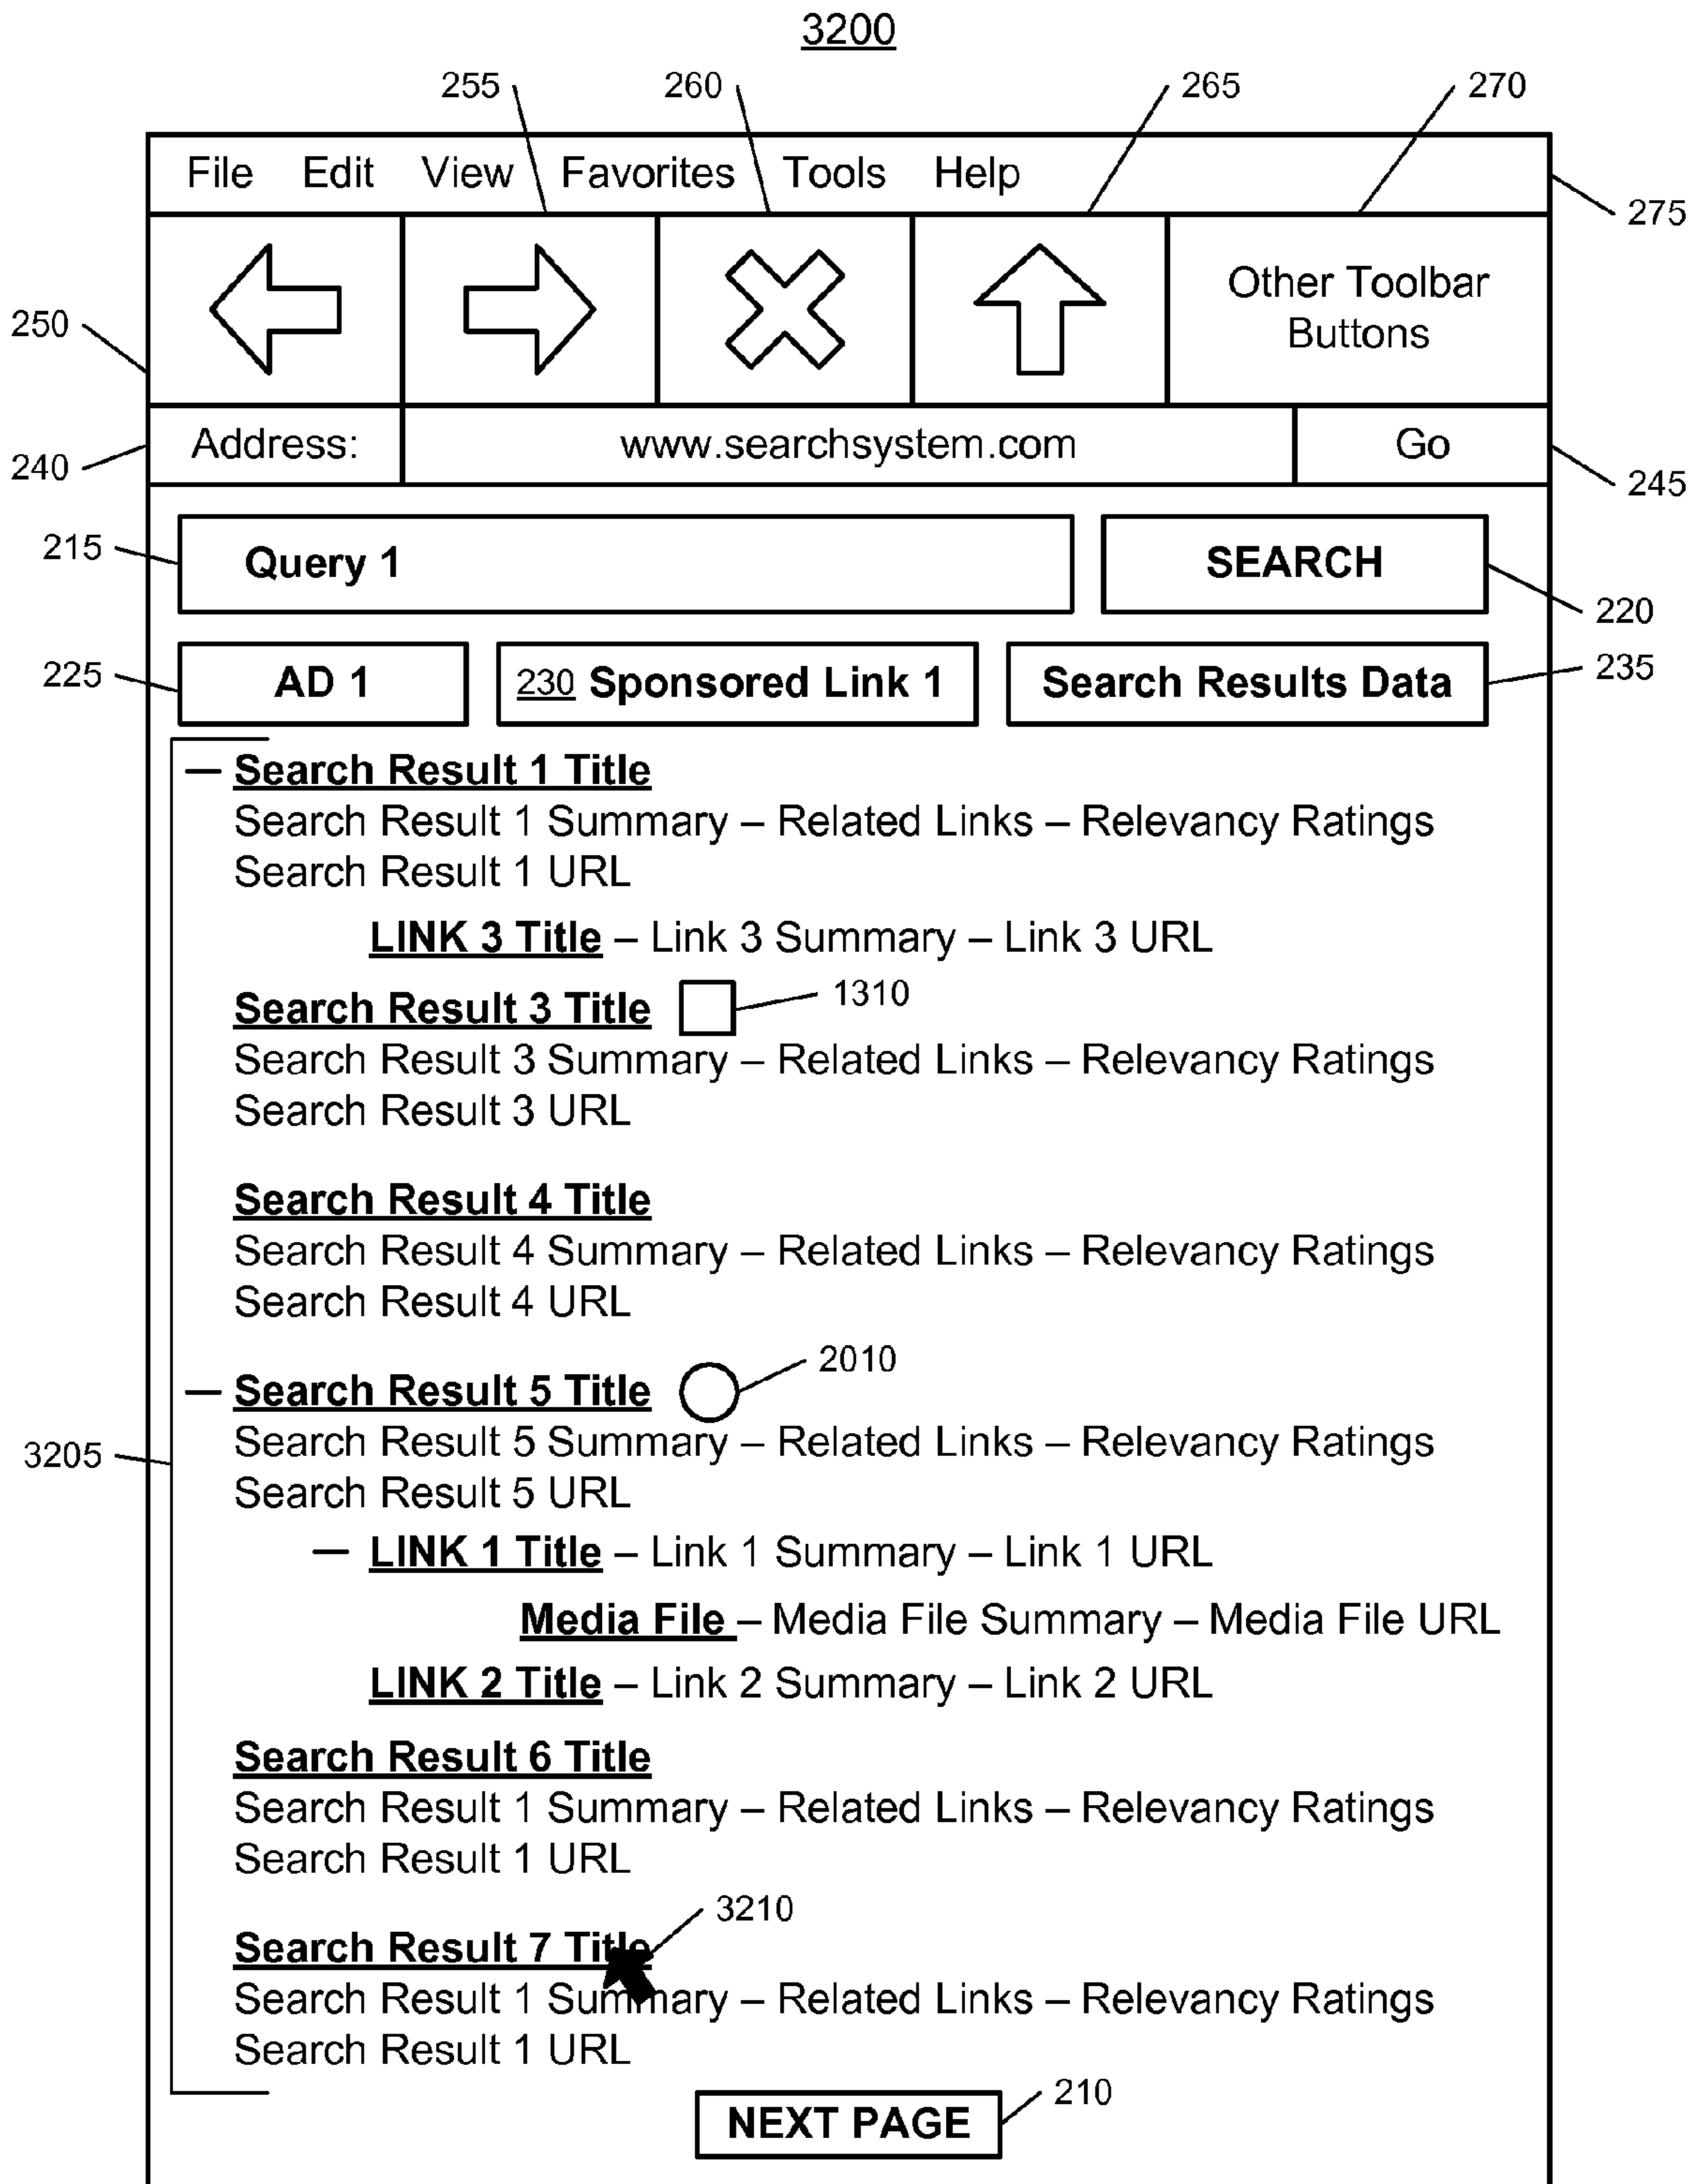 3200
255 260 265 270
File Edit View Favorites Tools Help
275
Other Toolbar
Buttons
250
Address: www.searchsystem.com Go
240
245
215 Query 1 SEARCH
220
225 AD 1 230 Sponsored Link 1 Search Results Data 235
— Search Result 1 Title
Search Result 1 Summary – Related Links – Relevancy Ratings
Search Result 1 URL
LINK 3 Title – Link 3 Summary – Link 3 URL
Search Result 3 Title 1310
Search Result 3 Summary – Related Links – Relevancy Ratings
Search Result 3 URL
Search Result 4 Title
Search Result 4 Summary – Related Links – Relevancy Ratings
Search Result 4 URL
— Search Result 5 Title 2010
Search Result 5 Summary – Related Links – Relevancy Ratings
3205
Search Result 5 URL
— LINK 1 Title – Link 1 Summary – Link 1 URL
Media File – Media File Summary – Media File URL
LINK 2 Title – Link 2 Summary – Link 2 URL
Search Result 6 Title
Search Result 1 Summary – Related Links – Relevancy Ratings
Search Result 1 URL
3210
Search Result 7 Title
Search Result 1 Summary – Related Links – Relevancy Ratings
Search Result 1 URL
210
NEXT PAGE